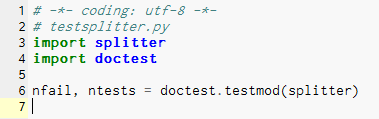 1 # -*- coding: utf-8 -*-
2 # testsplitter.py
3 import splitter
4 import doctest
5
6 nfail, ntests = doctest.testmod(splitter)
7